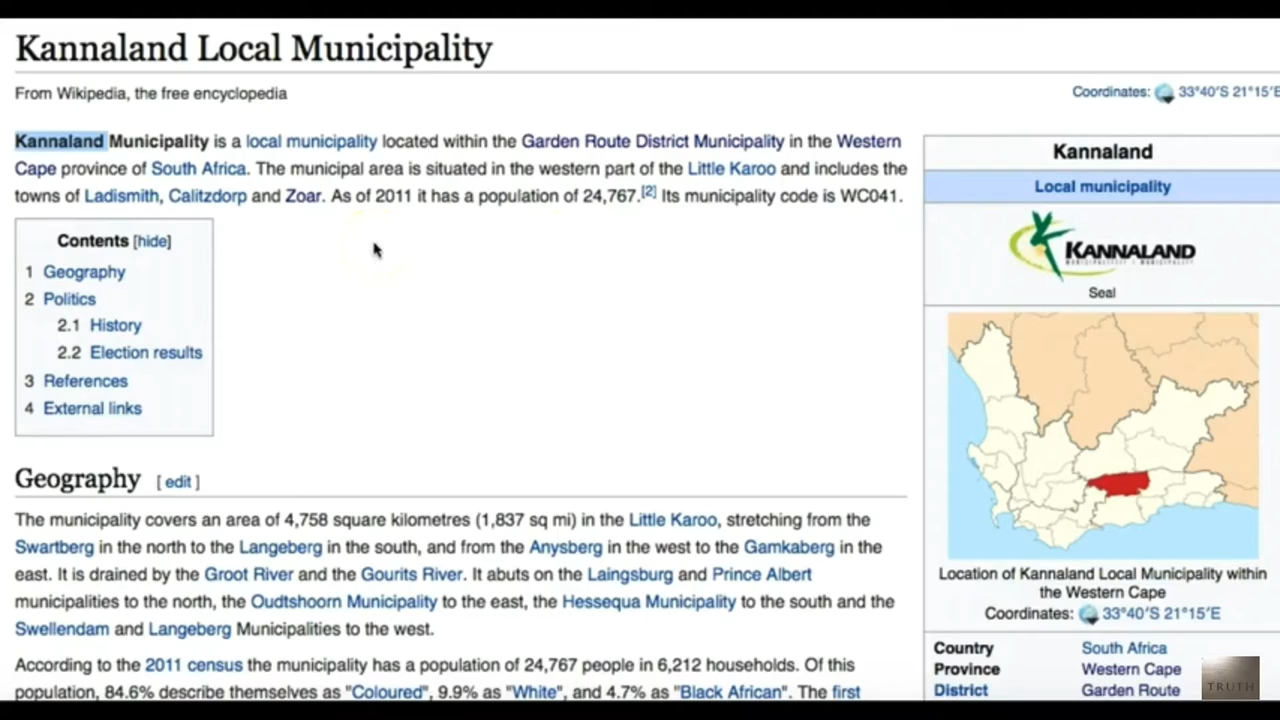 Kannaland Local Municipality
From Wikipedia, the free encyclopedia
Coordinates: 33°40′S 21°15′E
Kannaland Municipality is a local municipality located within the Garden Route District Municipality in the Western
Cape province of South Africa. The municipal area is situated in the western part of the Little Karoo and includes the
towns of Ladismith, Calitzdorp and Zoar. As of 2011 it has a population of 24,767.[2] Its municipality code is WC041.
Contents [hide]
1 Geography
2 Politics
2.1 History
2.2 Election results
3 References
4 External links
Geography [ edit ]
The municipality covers an area of 4,758 square kilometres (1,837 sq mi) in the Little Karoo, stretching from the
Swartberg in the north to the Langeberg in the south, and from the Anysberg in the west to the Gamkaberg in the
east. It is drained by the Groot River and the Gourits River. It abuts on the Laingsburg and Prince Albert
municipalities to the north, the Oudtshoorn Municipality to the east, the Hessequa Municipality to the south and the
Swellendam and Langeberg Municipalities to the west.
According to the 2011 census the municipality has a population of 24,767 people in 6,212 households. Of this
population, 84.6% describe themselves as "Coloured", 9.9% as "White", and 4.7% as "Black African". The first
Kannaland
Local municipality
KANNALAND
Seal
Location of Kannaland Local Municipality within
the Western Cape
Coordinates: 33°40′S 21°15′E
Country South Africa
Province Western Cape
District Garden Route
TRUTH